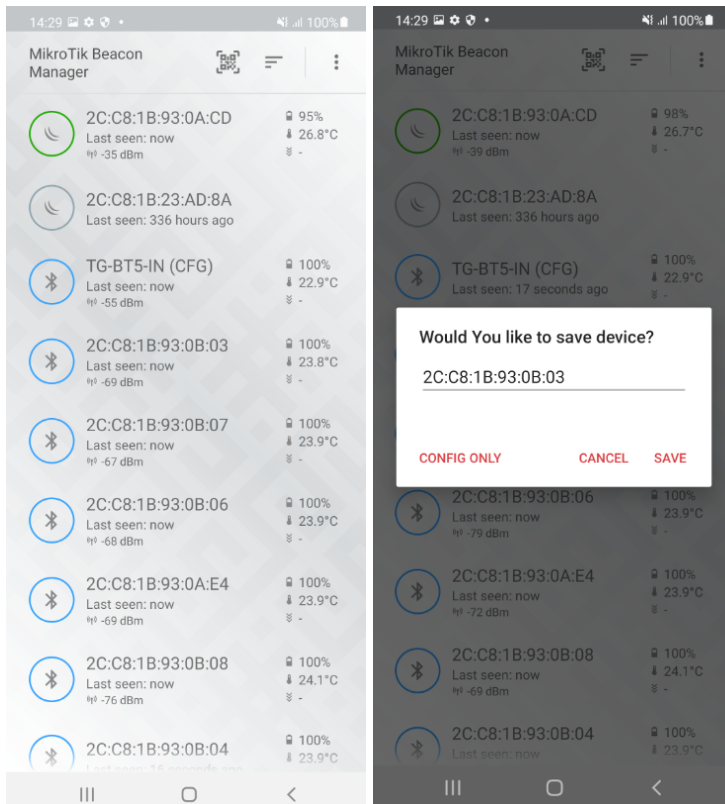 14:29 100%
MikroTik Beacon
Manager
2C:C8:1B:93:0A:CD 95%
Last seen: now 26.8°C
-35 dBm -
2C:C8:1B:23:AD:8A
Last seen: 336 hours ago
TG-BT5-IN (CFG) 100%
Last seen: now 22.9°C
-55 dBm -
2C:C8:1B:93:0B:03 100%
Last seen: now 23.8°C
-69 dBm -
2C:C8:1B:93:0B:07 100%
Last seen: now 23.9°C
-67 dBm -
2C:C8:1B:93:0B:06 100%
Last seen: now 23.9°C
-68 dBm -
2C:C8:1B:93:0A:E4 100%
Last seen: now 23.9°C
-69 dBm -
2C:C8:1B:93:0B:08 100%
Last seen: now 24.1°C
-76 dBm -
2C:C8:1B:93:0B:04 100%
Last seen: 16 seconds ago 23.9°C
14:29 100%
MikroTik Beacon
Manager
2C:C8:1B:93:0A:CD 98%
Last seen: now 26.7°C
-39 dBm -
2C:C8:1B:23:AD:8A
Last seen: 336 hours ago
TG-BT5-IN (CFG) 100%
Last seen: 17 seconds ago 22.9°C
-
Would You like to save device?
2C:C8:1B:93:0B:03
CONFIG ONLY CANCEL SAVE
2C:C8:1B:93:0B:06 100%
Last seen: now 23.9°C
-79 dBm -
2C:C8:1B:93:0A:E4 100%
Last seen: now 23.9°C
-72 dBm -
2C:C8:1B:93:0B:08 100%
Last seen: now 24.1°C
-69 dBm -
2C:C8:1B:93:0B:04 100%
Last seen: now 23.9°C